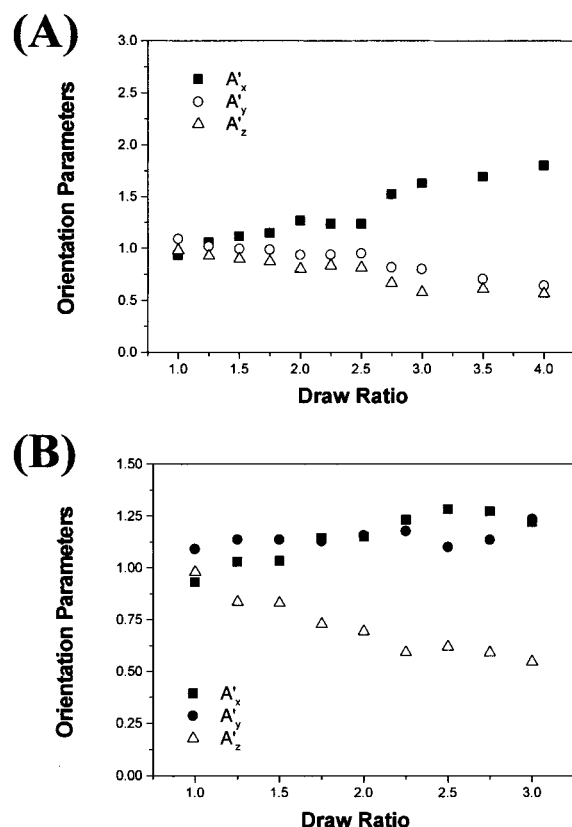 (A)
3.0
2.5
2.0
1.5
1.0
0.5
0.0
Orientation Parameters
A'x
A'y
A'z
1.0 1.5 2.0 2.5 3.0 3.5 4.0
Draw Ratio
(B)
1.50
1.25
1.00
0.75
0.50
0.25
0.00
Orientation Parameters
A'x
A'y
A'z
1.0 1.5 2.0 2.5 3.0
Draw Ratio